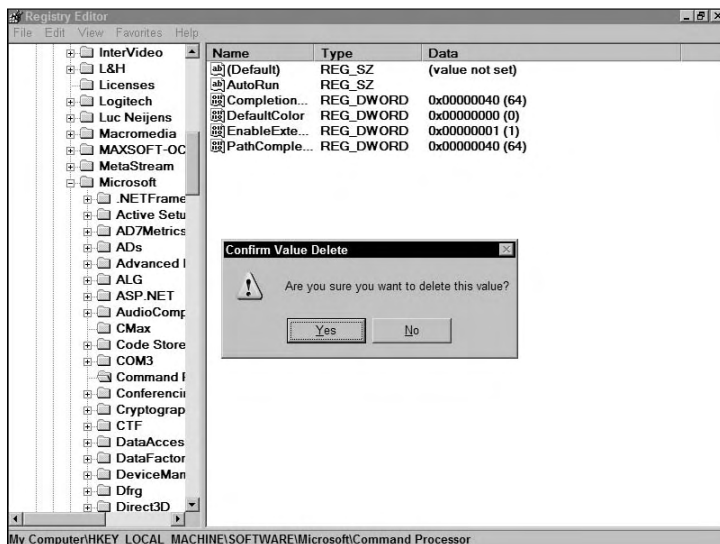 Registry Editor
File Edit View Favorites Help
InterVideo
L&H
Licenses
Logitech
Luc Neijens
Macromedia
MAXSOFT-OC
MetaStream
Microsoft
.NETFrame
Active Setu
AD7Metrics
ADs
Advanced I
ALG
ASP.NET
AudioComp
CMax
Code Store
COM3
Command F
Conferencin
Cryptograp
CTF
DataAcces
DataFactor
DeviceMan
Dfrg
Direct3D
Name Type Data
(Default) REG_SZ (value not set)
AutoRun REG_SZ
Completion... REG_DWORD 0x00000040 (64)
DefaultColor REG_DWORD 0x00000000 (0)
EnableExte... REG_DWORD 0x00000001 (1)
PathComple... REG_DWORD 0x00000040 (64)
Confirm Value Delete
Are you sure you want to delete this value?
Yes No
My Computer\HKEY_LOCAL_MACHINE\SOFTWARE\Microsoft\Command Processor